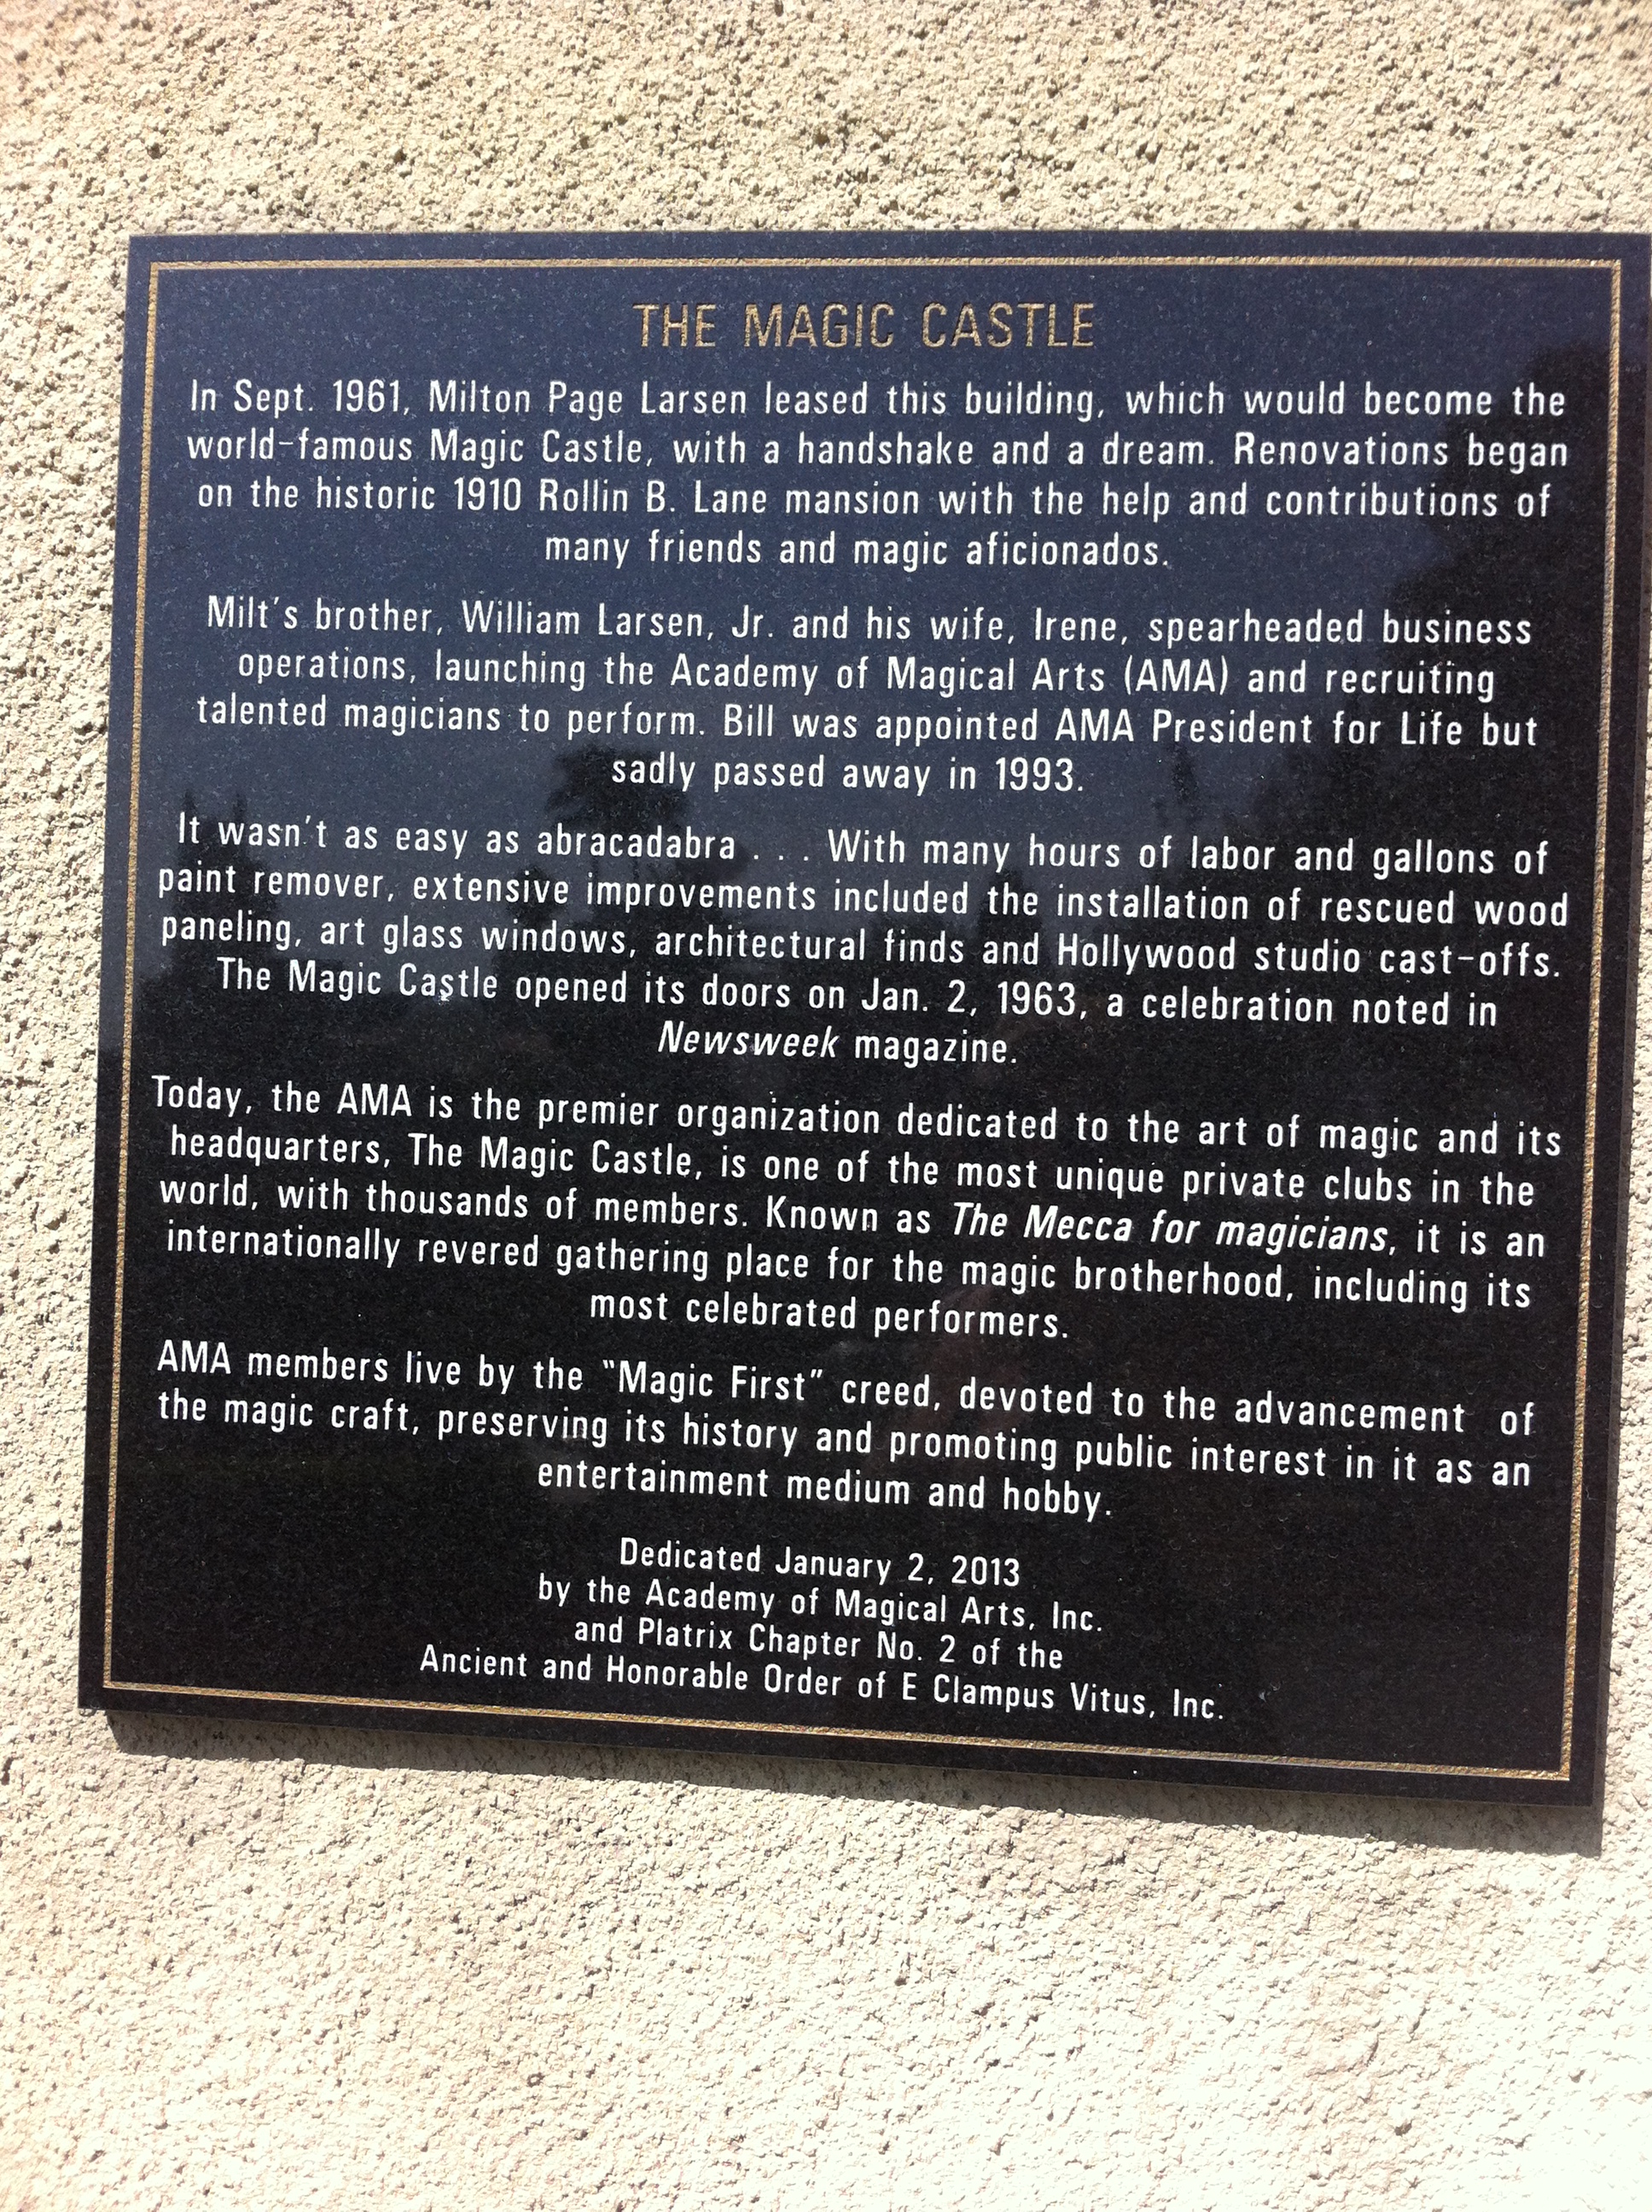 THE MAGIC CASTLE
In Sept. 1961, Milton Page Larsen leased this building, which would become the
world-famous Magic Castle, with a handshake and a dream. Renovations began
on the historic 1910 Rollin B. Lane mansion with the help and contributions of
many friends and magic aficionados.
Milt's brother, William Larsen, Jr. and his wife, Irene, spearheaded business
operations, launching the Academy of Magical Arts (AMA) and recruiting
talented magicians to perform. Bill was appointed AMA President for Life but
sadly passed away in 1993.
It wasn't as easy as abracadabra . . . With many hours of labor and gallons of
paint remover, extensive improvements included the installation of rescued wood
paneling, art glass windows, architectural finds and Hollywood studio cast-offs.
The Magic Castle opened its doors on Jan. 2, 1963, a celebration noted in
Newsweek magazine.
Today, the AMA is the premier organization dedicated to the art of magic and its
headquarters, The Magic Castle, is one of the most unique private clubs in the
world, with thousands of members. Known as The Mecca for magicians, it is an
internationally revered gathering place for the magic brotherhood, including its
most celebrated performers.
AMA members live by the "Magic First" creed, devoted to the advancement of
the magic craft, preserving its history and promoting public interest in it as an
entertainment medium and hobby.
Dedicated January 2, 2013
by the Academy of Magical Arts, Inc.
and Platrix Chapter No. 2 of the
Ancient and Honorable Order of E Clampus Vitus, Inc.